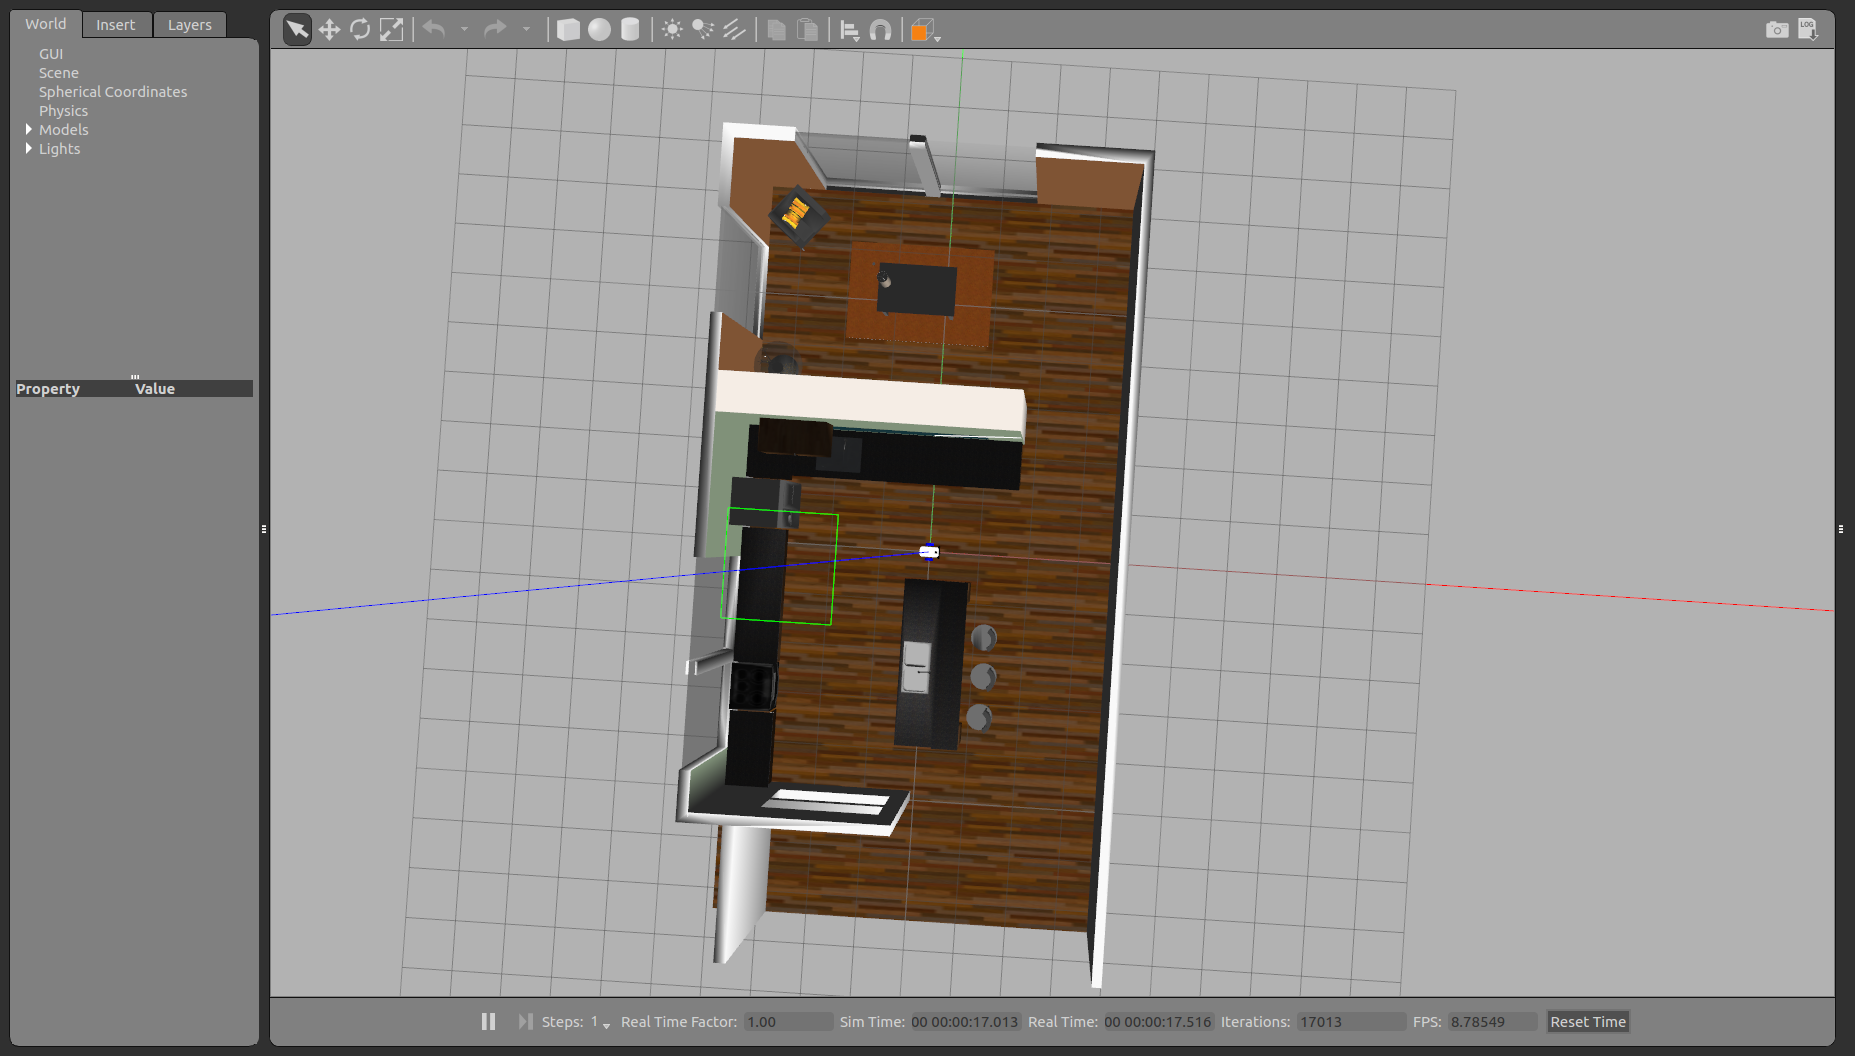 World Insert Layers
GUI
Scene
Spherical Coordinates
Physics
Models
Lights
Property Value
LOG
Steps: 1 Real Time Factor: 1.00 Sim Time: 00 00:00:17.013 Real Time: 00 00:00:17.516 Iterations: 17013 FPS: 8.78549 Reset Time